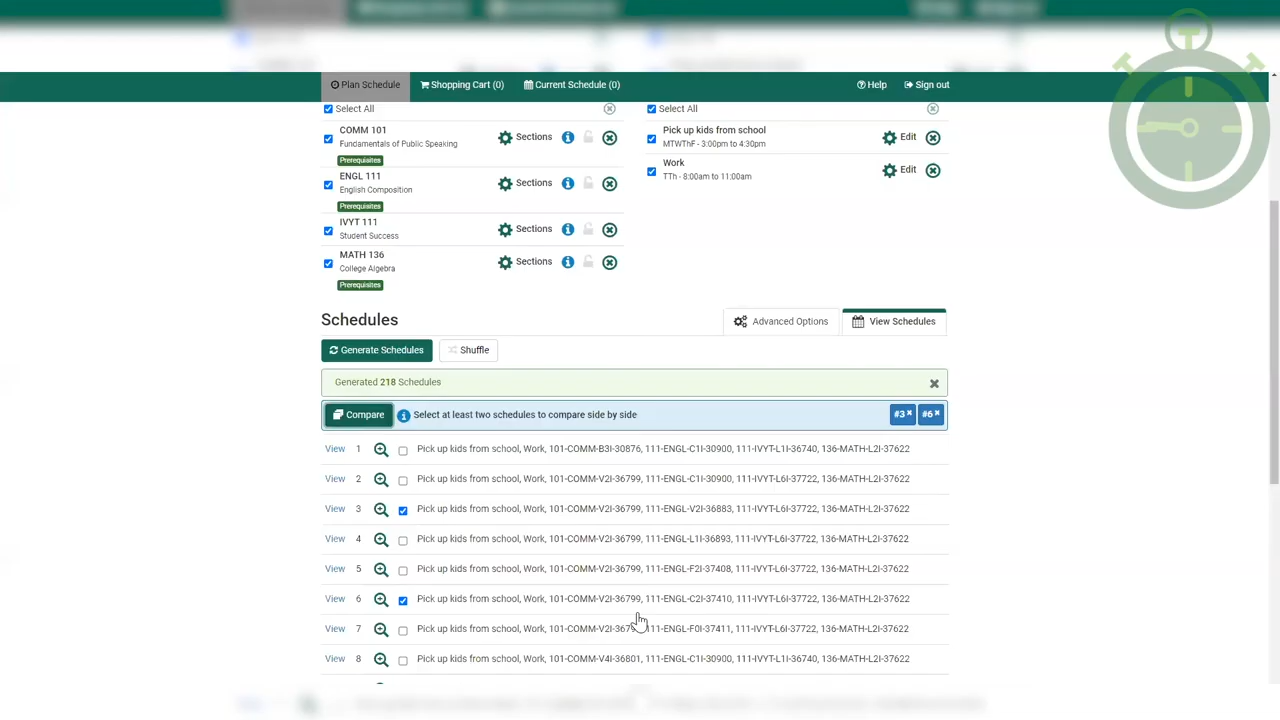 Plan Schedule Shopping Cart (0) Current Schedule (0) Help Sign out
Select All
COMM 101
Fundamentals of Public Speaking
Prerequisites
Sections
ENGL 111
English Composition
Prerequisites
Sections
IVYT 111
Student Success
Sections
MATH 136
College Algebra
Prerequisites
Sections
Select All
Pick up kids from school
MTWThF - 3:00pm to 4:30pm
Edit
Work
TTh - 8:00am to 11:00am
Edit
Schedules
Advanced Options View Schedules
Generate Schedules Shuffle
Generated 218 Schedules
Compare Select at least two schedules to compare side by side #3 #6
View 1 Pick up kids from school, Work, 101-COMM-B3I-30876, 111-ENGL-C1I-30900, 111-IVYT-L1I-36740, 136-MATH-L2I-37622
View 2 Pick up kids from school, Work, 101-COMM-V2I-36799, 111-ENGL-C1I-30900, 111-IVYT-L6I-37722, 136-MATH-L2I-37622
View 3 Pick up kids from school, Work, 101-COMM-V2I-36799, 111-ENGL-V2I-36883, 111-IVYT-L6I-37722, 136-MATH-L2I-37622
View 4 Pick up kids from school, Work, 101-COMM-V2I-36799, 111-ENGL-L1I-36893, 111-IVYT-L6I-37722, 136-MATH-L2I-37622
View 5 Pick up kids from school, Work, 101-COMM-V2I-36799, 111-ENGL-F2I-37408, 111-IVYT-L6I-37722, 136-MATH-L2I-37622
View 6 Pick up kids from school, Work, 101-COMM-V2I-36799, 111-ENGL-C2I-37410, 111-IVYT-L6I-37722, 136-MATH-L2I-37622
View 7 Pick up kids from school, Work, 111-ENGL-F0I-37411, 111-IVYT-L6I-37722, 136-MATH-L2I-37622
View 8 Pick up kids from school, Work, 101-COMM-V4I-36801, 111-ENGL-C1I-30900, 111-IVYT-L1I-36740, 136-MATH-L2I-37622